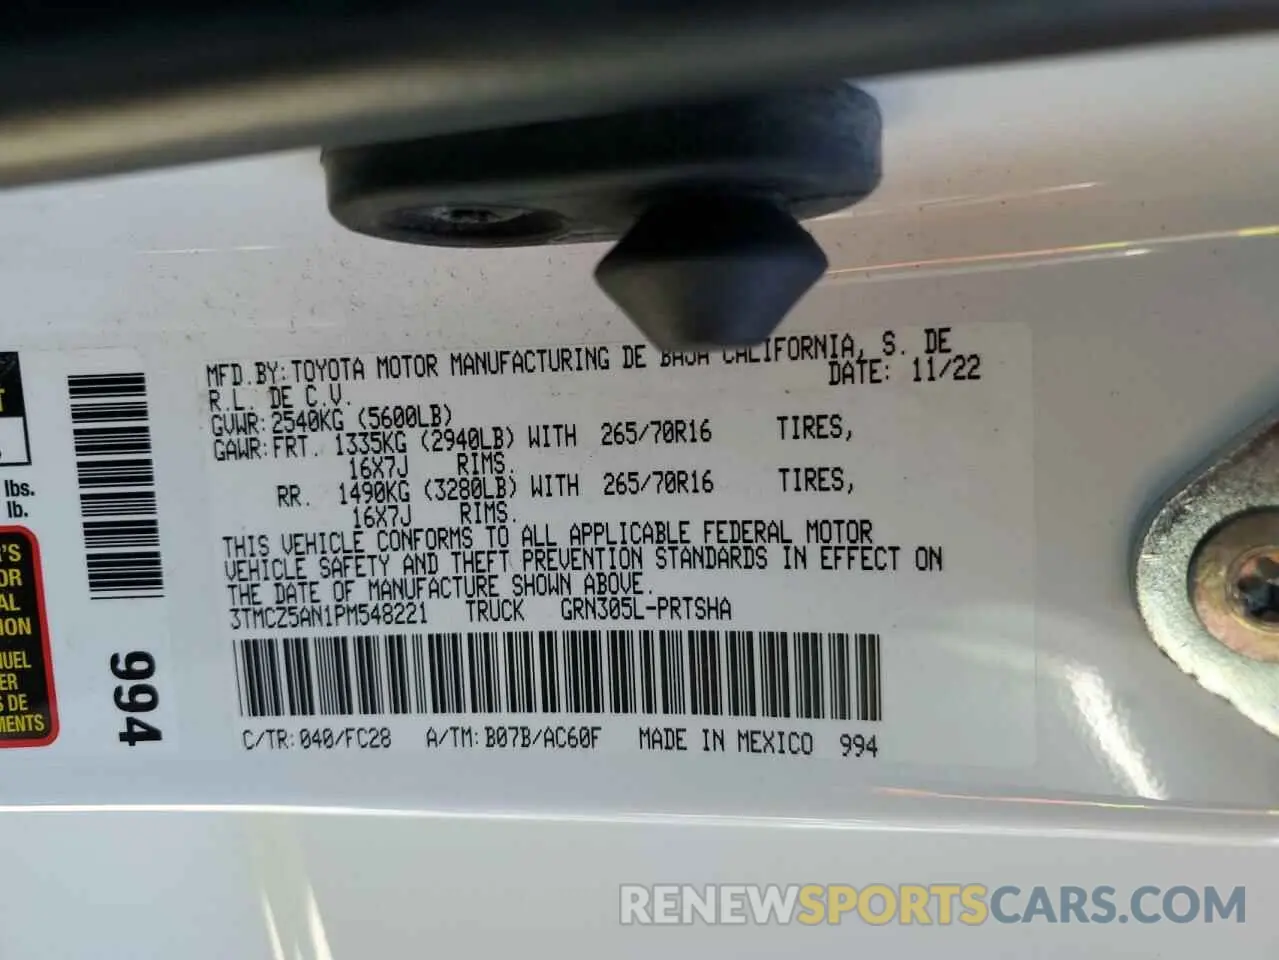 MFD.BY: TOYOTA MOTOR MANUFACTURING DE BAJA CALIFORNIA, S. DE
R.L. DE C.V. DATE: 11/22
GVWR: 2540KG (5600LB)
GAWR: FRT. 1335KG (2940LB) WITH 265/70R16 TIRES,
16X7J RIMS.
RR. 1490KG (3280LB) WITH 265/70R16 TIRES,
16X7J RIMS.
THIS VEHICLE CONFORMS TO ALL APPLICABLE FEDERAL MOTOR
VEHICLE SAFETY AND THEFT PREVENTION STANDARDS IN EFFECT ON
THE DATE OF MANUFACTURE SHOWN ABOVE.
3TMCZ5AN1PM548221 TRUCK GRN305L-PRTSHA
C/TR: 040/FC28 A/TM: B07B/AC60F MADE IN MEXICO 994
994
lbs.
lb.
DE
RENEWSPORTSCARS.COM